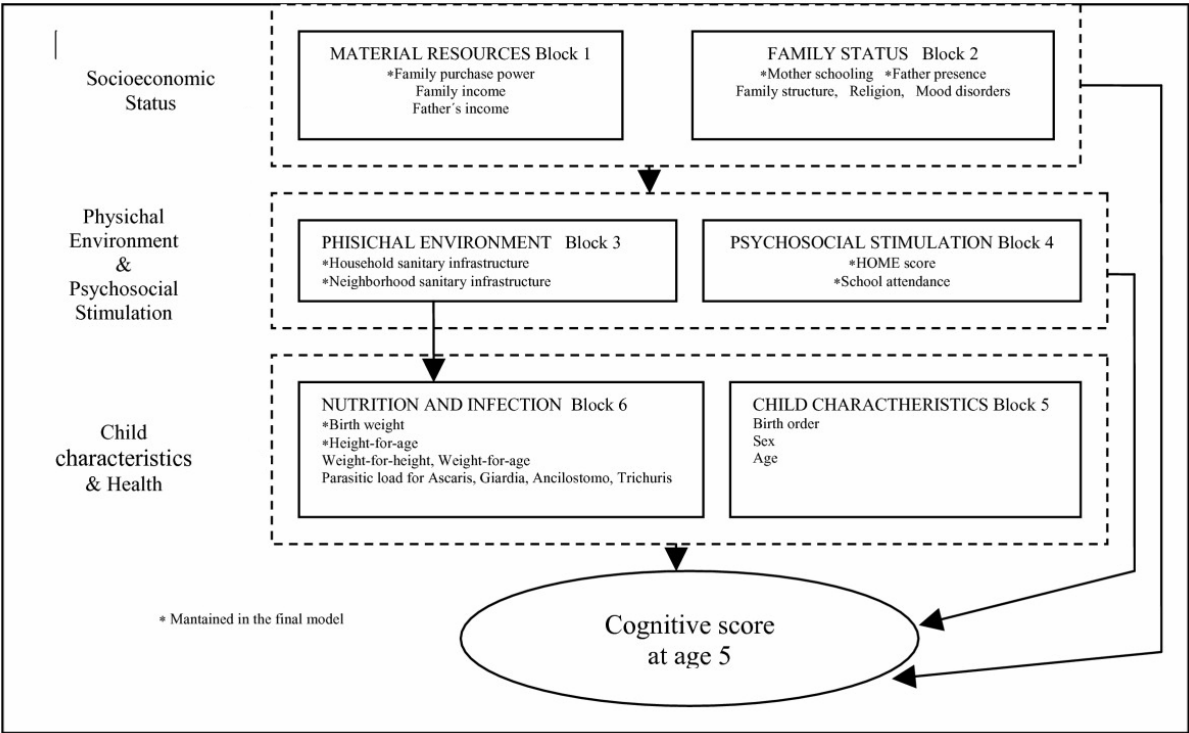 Socioeconomic
Status
MATERIAL RESOURCES Block 1
*Family purchase power
Family income
Father´s income
FAMILY STATUS Block 2
*Mother schooling *Father presence
Family structure, Religion, Mood disorders
Physichal
Environment
&
Psychosocial
Stimulation
PHISICHAL ENVIRONMENT Block 3
*Household sanitary infrastructure
*Neighborhood sanitary infrastructure
PSYCHOSOCIAL STIMULATION Block 4
*HOME score
*School attendance
Child
characteristics
& Health
NUTRITION AND INFECTION Block 6
*Birth weight
*Height-for-age
Weight-for-height, Weight-for-age
Parasitic load for Ascaris, Giardia, Ancilostomo, Trichuris
CHILD CHARACTHERISTICS Block 5
Birth order
Sex
Age
* Mantained in the final model
Cognitive score
at age 5